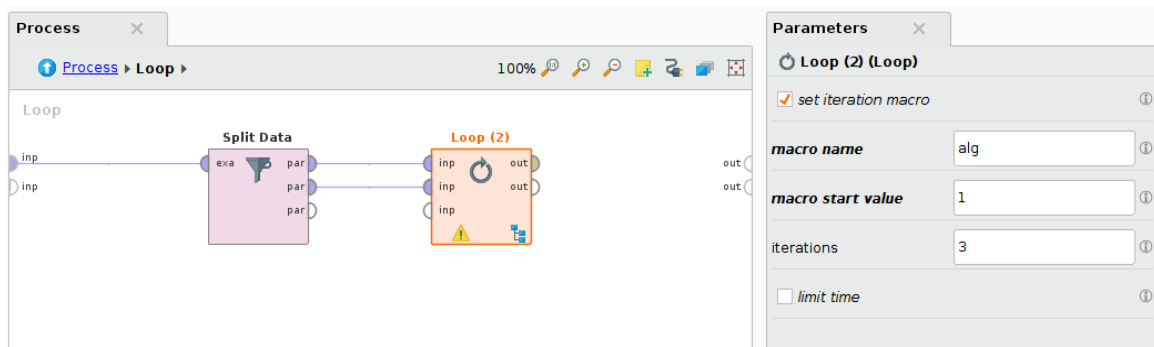 Process
Process Loop
100%
Loop
inp
inp
Split Data
exa par
par
par
Loop (2)
inp out
inp out
inp
out
out
Parameters
Loop (2) (Loop)
set iteration macro
macro name alg
macro start value 1
iterations 3
limit time